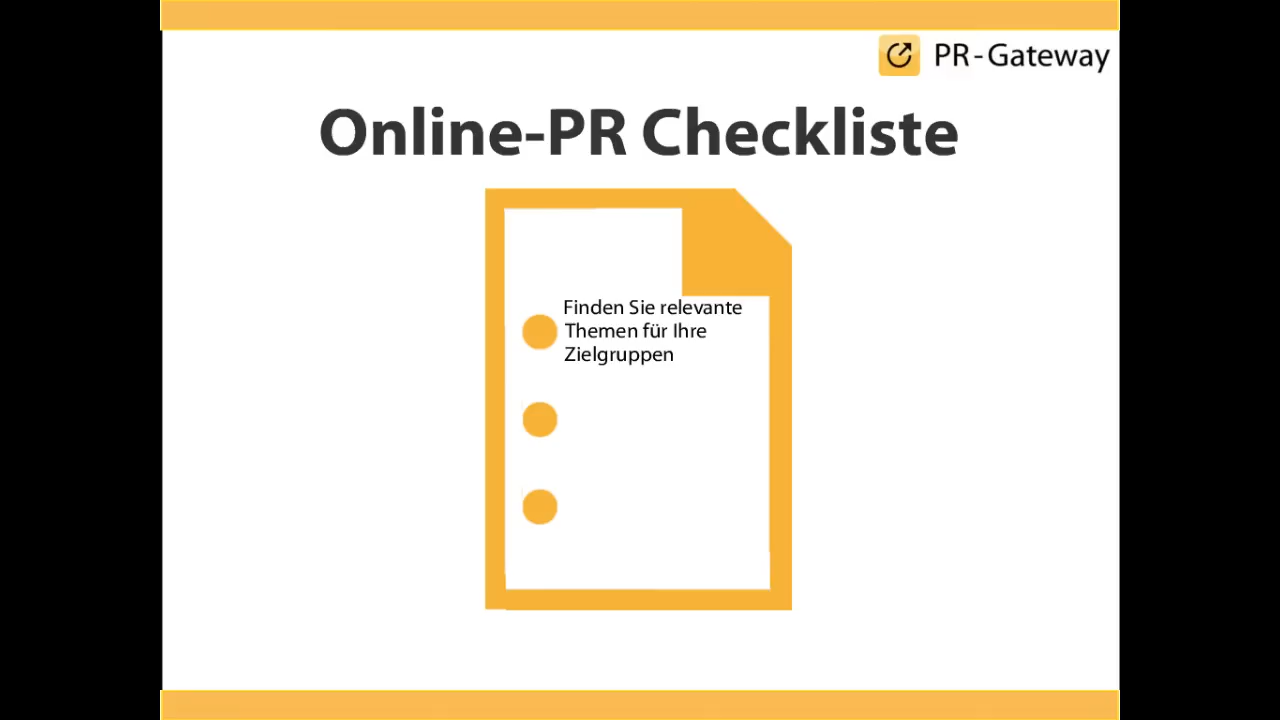 PR-Gateway
Online-PR Checkliste
Finden Sie relevante
Themen für Ihre
Zielgruppen